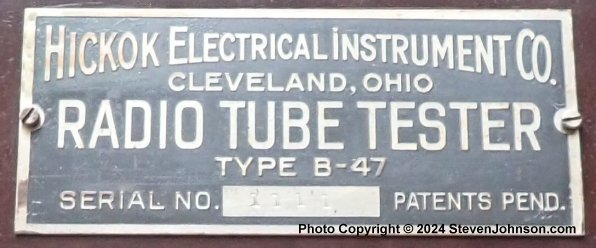 HICKOK ELECTRICAL INSTRUMENT CO.
CLEVELAND, OHIO
RADIO TUBE TESTER
TYPE B-47
SERIAL NO. PATENTS PEND.
Photo Copyright © 2024 StevenJohnson.com